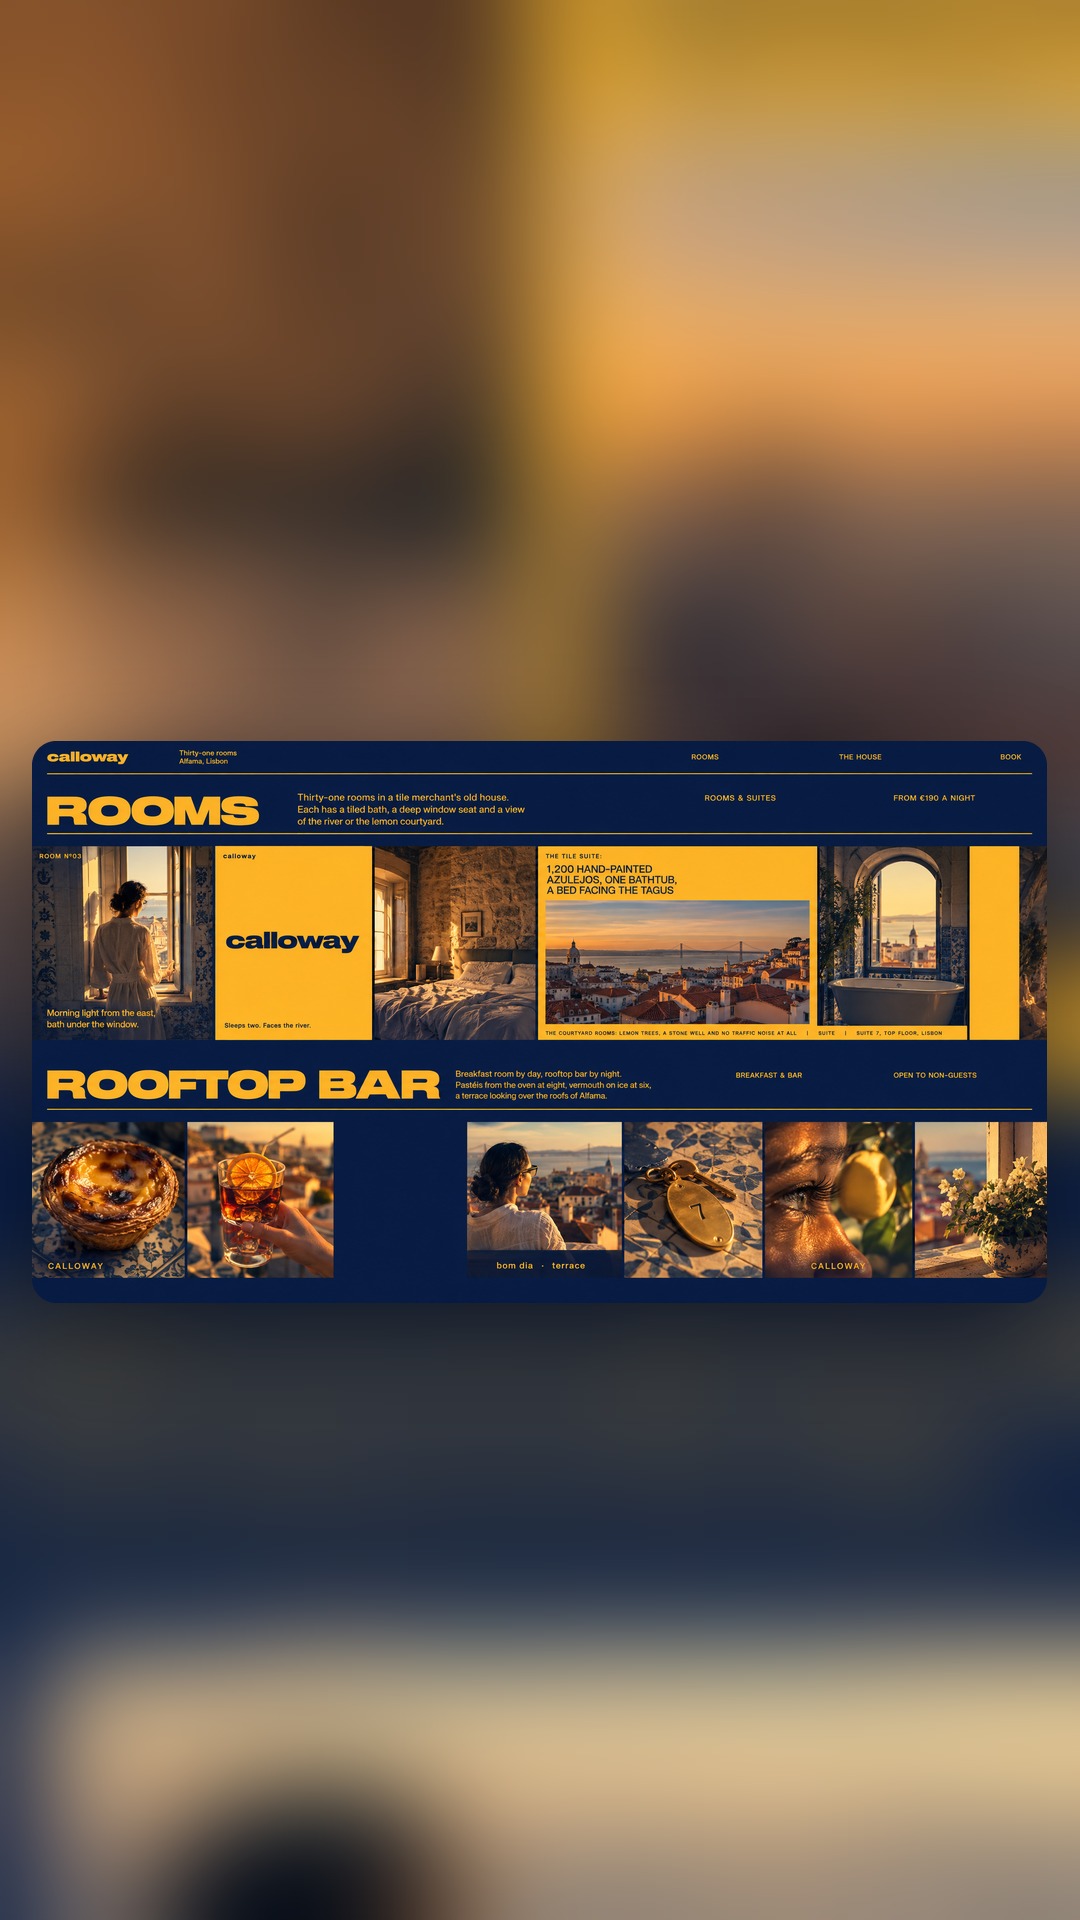 calloway
Thirty-one rooms
Alfama, Lisbon
ROOMS
THE HOUSE
BOOK
ROOMS
Thirty-one rooms in a tile merchant's old house.
Each has a tiled bath, a deep window seat and a view
of the river or the lemon courtyard.
ROOMS & SUITES
FROM €190 A NIGHT
ROOM Nº03
Morning light from the east,
bath under the window.
calloway
calloway
Sleeps two. Faces the river.
THE TILE SUITE:
1,200 HAND-PAINTED
AZULEJOS, ONE BATHTUB,
A BED FACING THE TAGUS
THE COURTYARD ROOMS: LEMON TREES, A STONE WELL AND NO TRAFFIC NOISE AT ALL | SUITE | SUITE 7, TOP FLOOR, LISBON
ROOFTOP BAR
Breakfast room by day, rooftop bar by night.
Pastéis from the oven at eight, vermouth on ice at six,
a terrace looking over the roofs of Alfama.
BREAKFAST & BAR
OPEN TO NON-GUESTS
CALLOWAY
bom dia · terrace
7
CALLOWAY